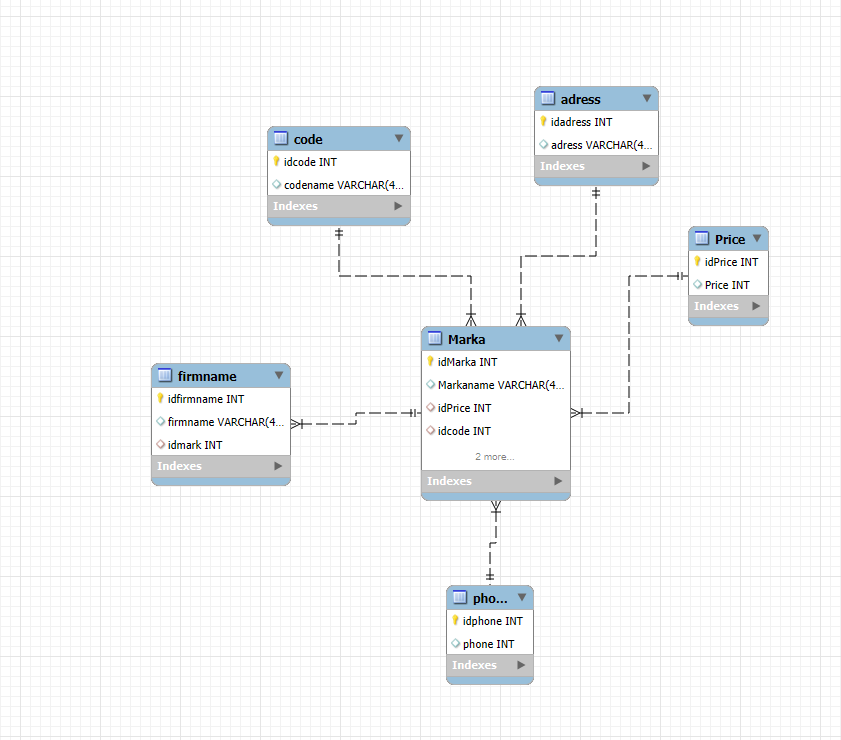 adress
idadress INT
adress VARCHAR(4...
Indexes
code
idcode INT
codename VARCHAR(4...
Indexes
Price
idPrice INT
Price INT
Indexes
Marka
idMarka INT
Markaname VARCHAR(4...
idPrice INT
idcode INT
2 more...
Indexes
firmname
idfirmname INT
firmname VARCHAR(4...
idmark INT
Indexes
pho...
idphone INT
phone INT
Indexes